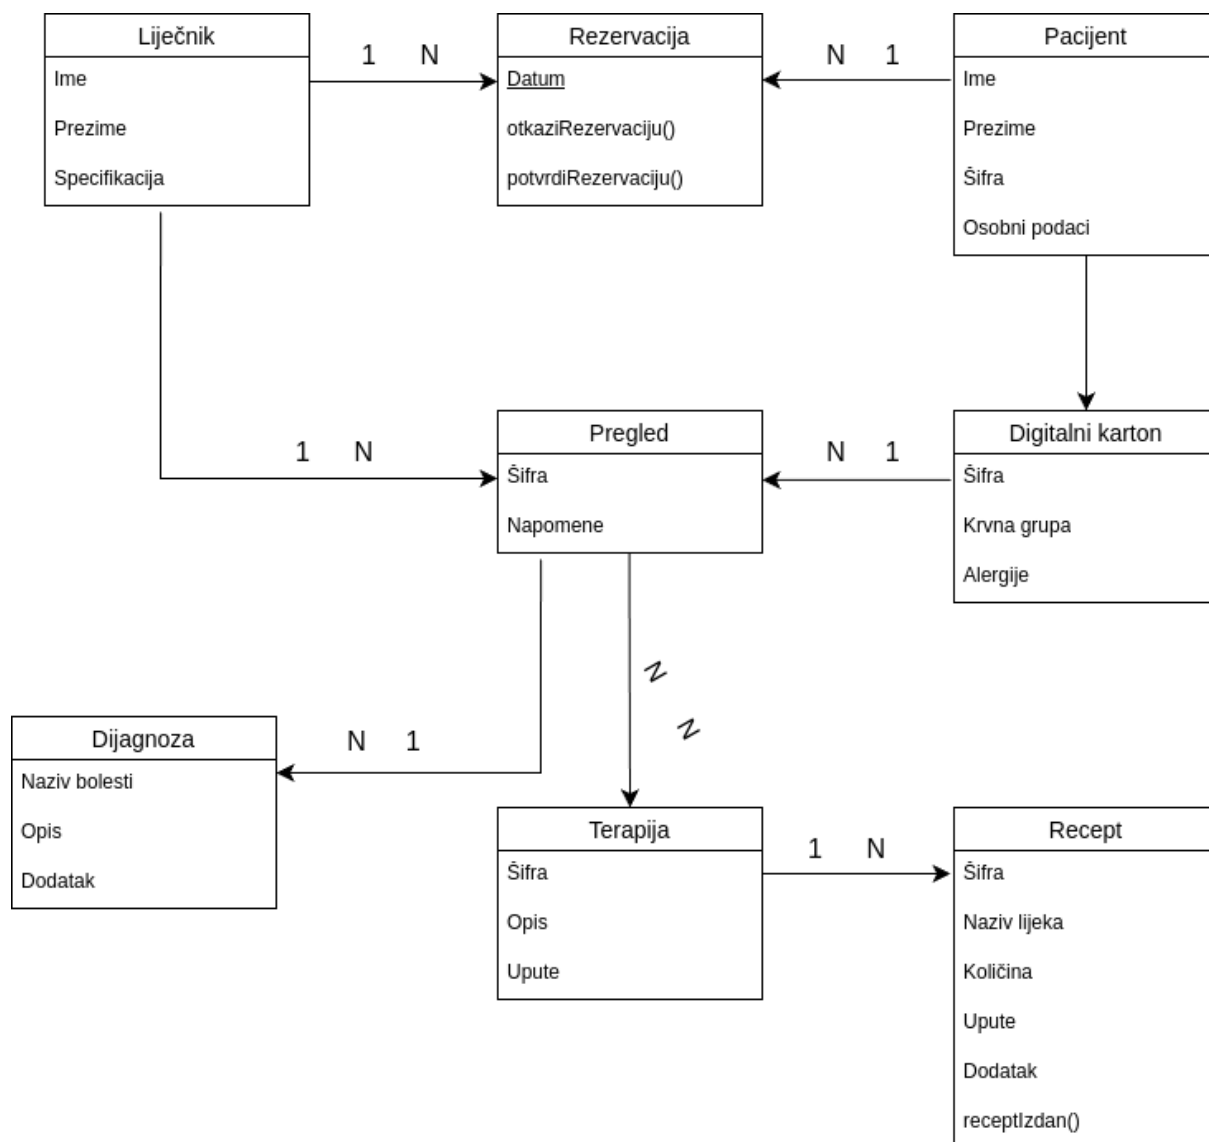 Liječnik
Ime
Prezime
Specifikacija
1 N
Rezervacija
Datum
otkaziRezervaciju()
potvrdiRezervaciju()
N 1
Pacijent
Ime
Prezime
Šifra
Osobni podaci
1 N
Pregled
Šifra
Napomene
N 1
Digitalni karton
Šifra
Krvna grupa
Alergije
N
N
Dijagnoza
Naziv bolesti
Opis
Dodatak
N 1
Terapija
Šifra
Opis
Upute
1 N
Recept
Šifra
Naziv lijeka
Količina
Upute
Dodatak
receptIzdan()